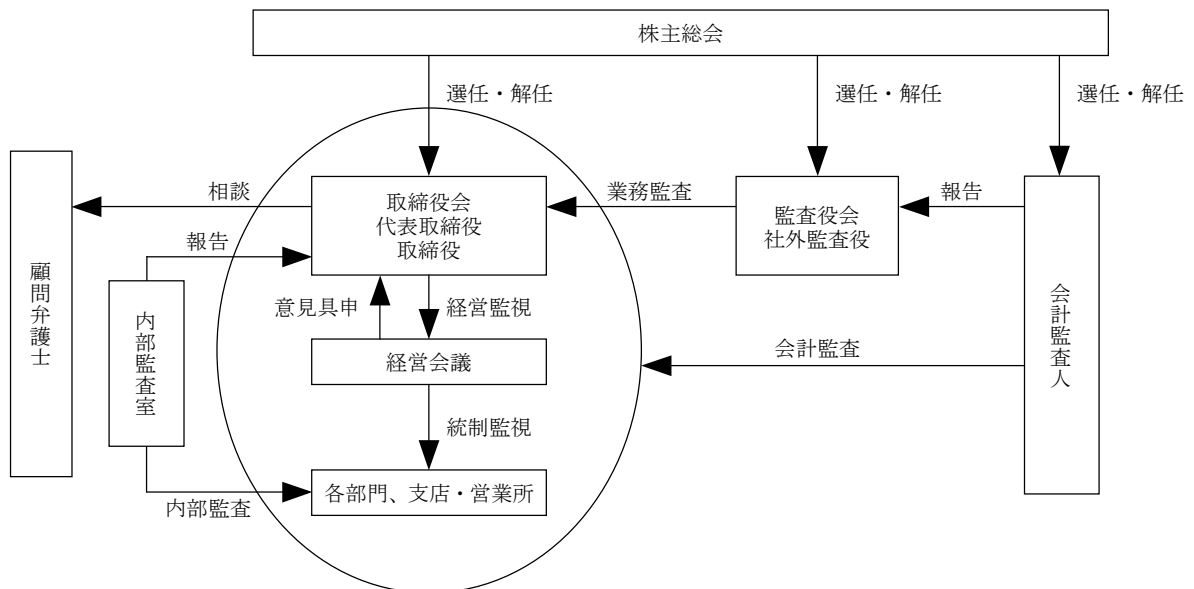 株主総会
選任・解任
選任・解任
選任・解任
相談
取締役会
代表取締役
取締役
業務監査
監査役会
社外監査役
報告
報告
顧問弁護士
内部監査室
意見具申
経営監視
会計監査人
経営会議
会計監査
統制監視
各部門、支店・営業所
内部監査